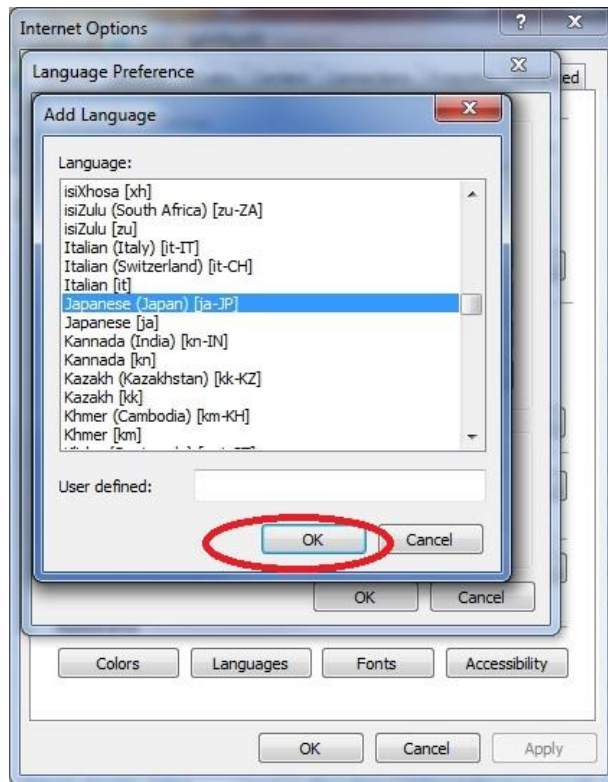 Internet Options
Language Preference
ed
Add Language
Language:
isiXhosa [xh]
isiZulu (South Africa) [zu-ZA]
isiZulu [zu]
Italian (Italy) [it-IT]
Italian (Switzerland) [it-CH]
Italian [it]
Japanese (Japan) [ja-JP]
Japanese [ja]
Kannada (India) [kn-IN]
Kannada [kn]
Kazakh (Kazakhstan) [kk-KZ]
Kazakh [kk]
Khmer (Cambodia) [km-KH]
Khmer [km]
User defined:
OK Cancel
OK Cancel
Colors Languages Fonts Accessibility
OK Cancel Apply